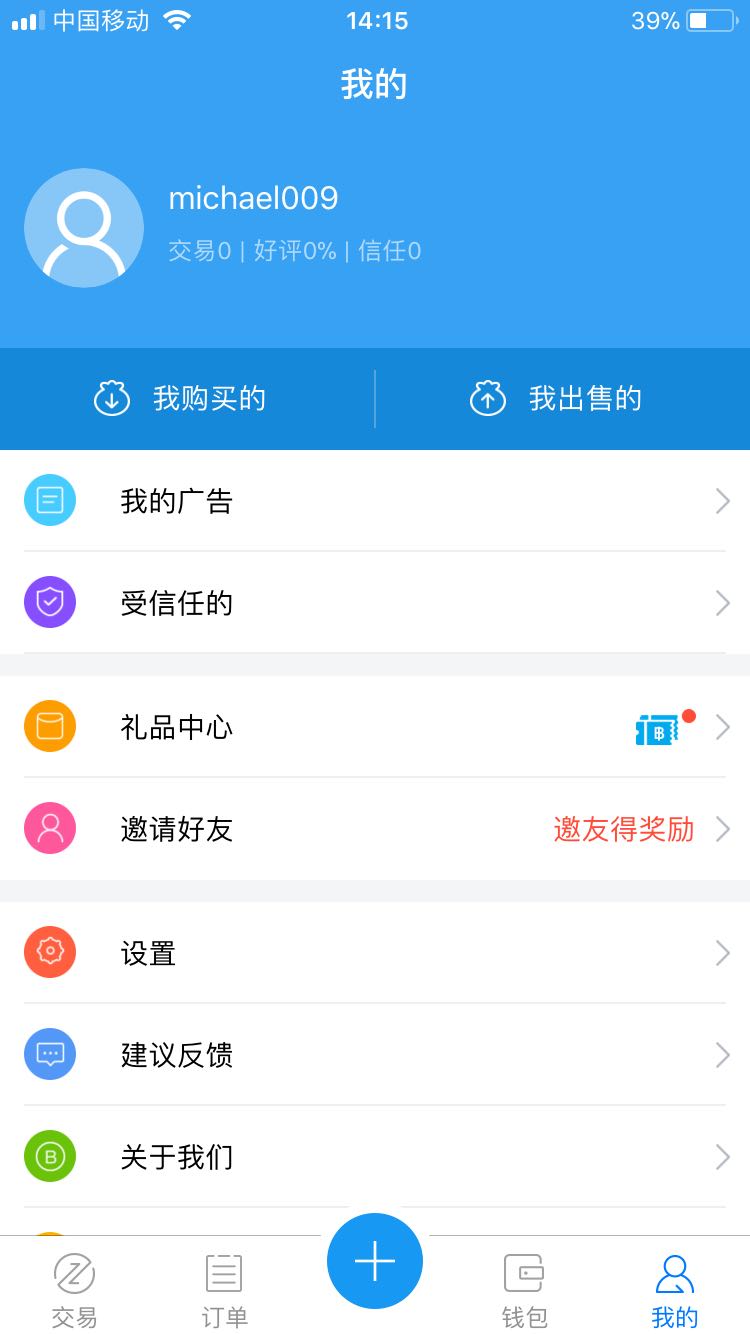 中国移动 14:15 39%
我的
michael009
交易0 | 好评0% | 信任0
我购买的 我出售的
我的广告
受信任的
礼品中心
邀请好友 邀友得奖励
设置
建议反馈
关于我们
交易 订单 钱包 我的